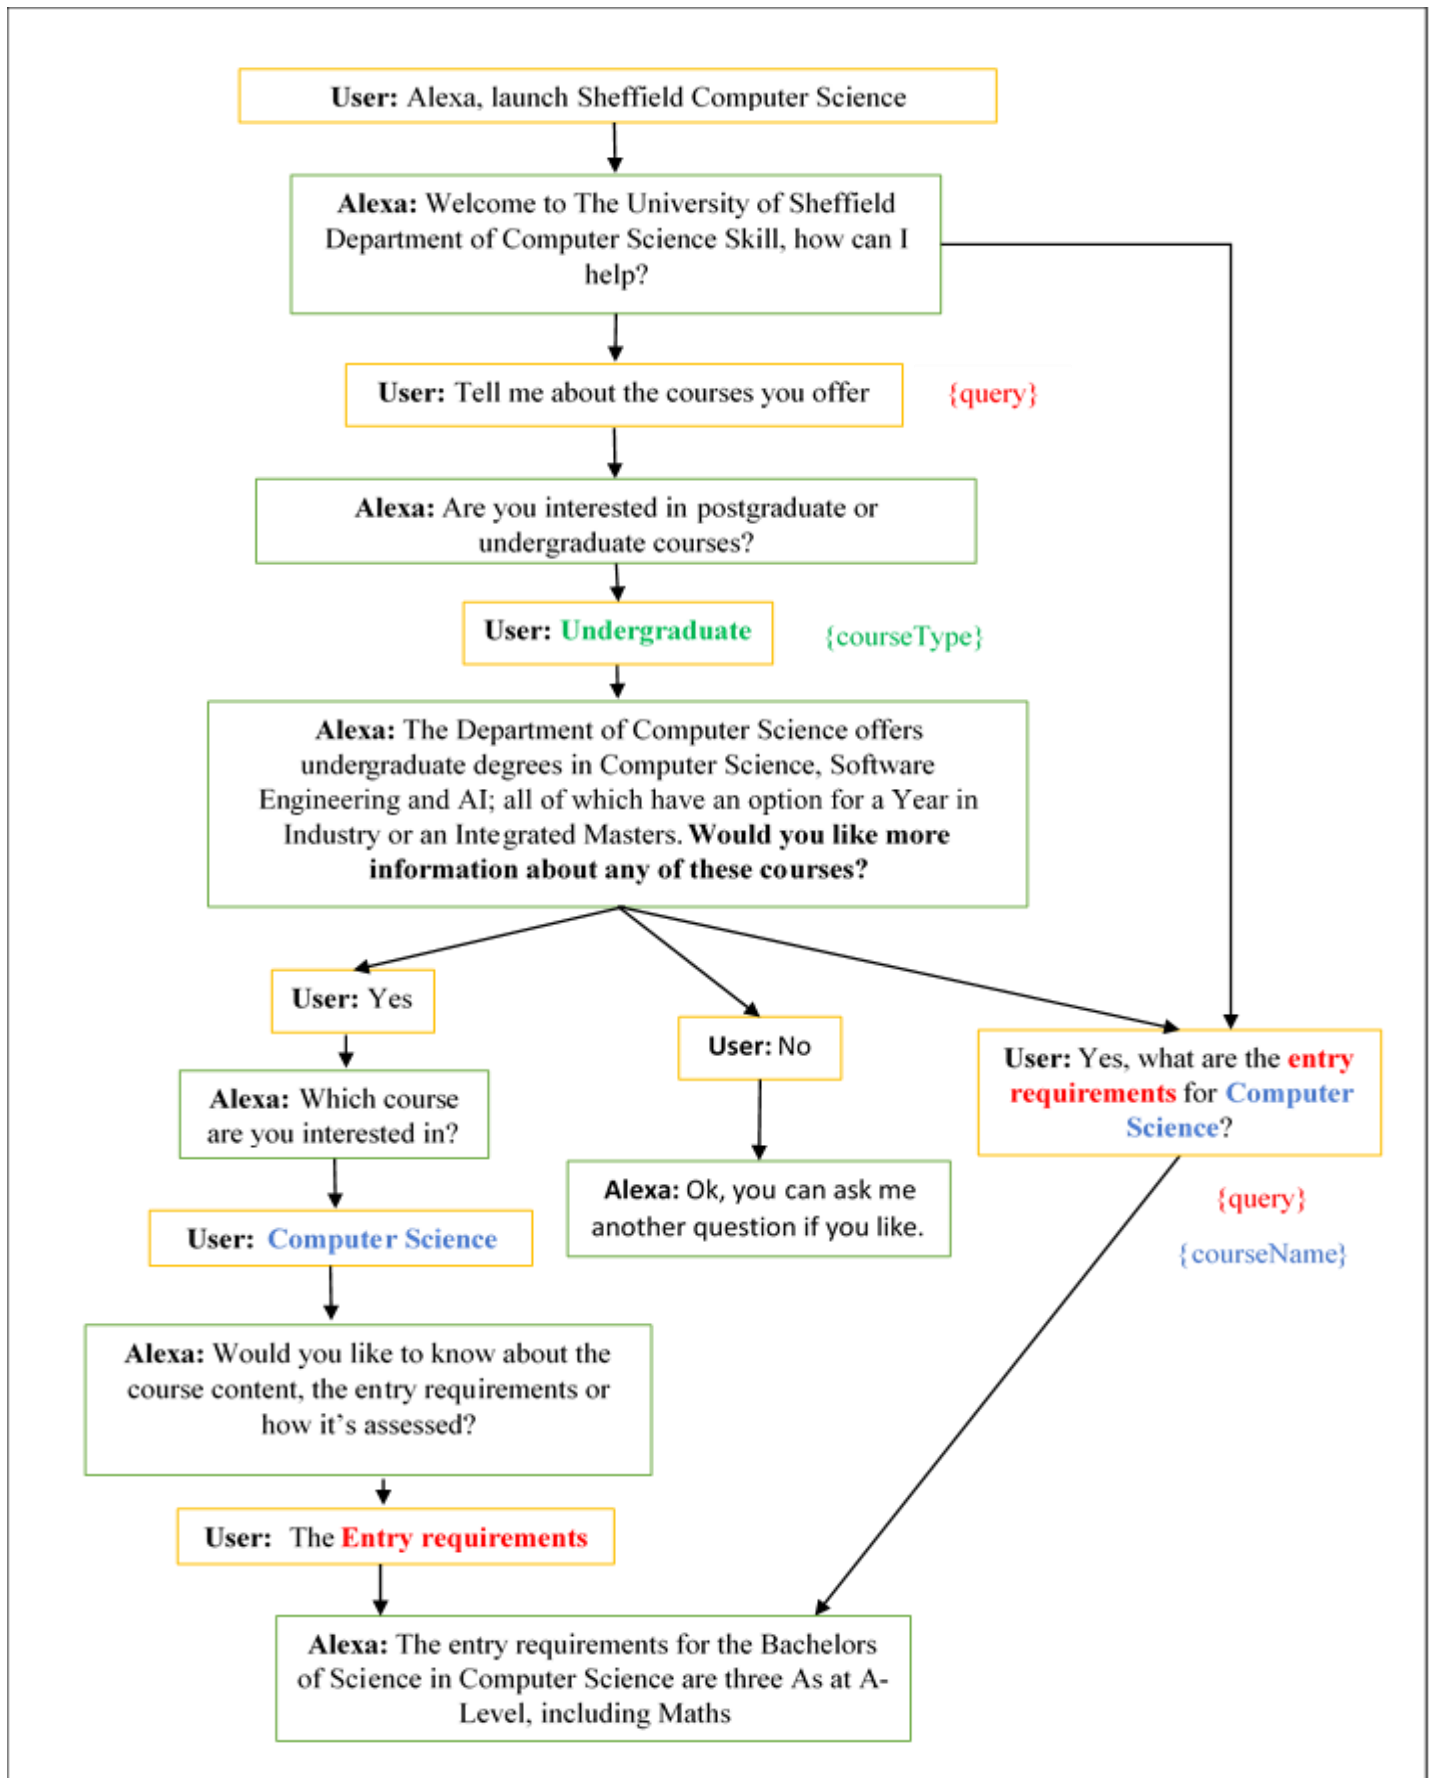 User: Alexa, launch Sheffield Computer Science
Alexa: Welcome to The University of Sheffield
Department of Computer Science Skill, how can I
help?
User: Tell me about the courses you offer
{query}
Alexa: Are you interested in postgraduate or
undergraduate courses?
User: Undergraduate
{courseType}
Alexa: The Department of Computer Science offers
undergraduate degrees in Computer Science, Software
Engineering and AI; all of which have an option for a Year in
Industry or an Integrated Masters. Would you like more
information about any of these courses?
User: Yes
Alexa: Which course
are you interested in?
User: Computer Science
Alexa: Would you like to know about the
course content, the entry requirements or
how it's assessed?
User: The Entry requirements
User: No
Alexa: Ok, you can ask me
another question if you like.
User: Yes, what are the entry
requirements for Computer
Science?
{query}
{courseName}
Alexa: The entry requirements for the Bachelors
of Science in Computer Science are three As at A-
Level, including Maths